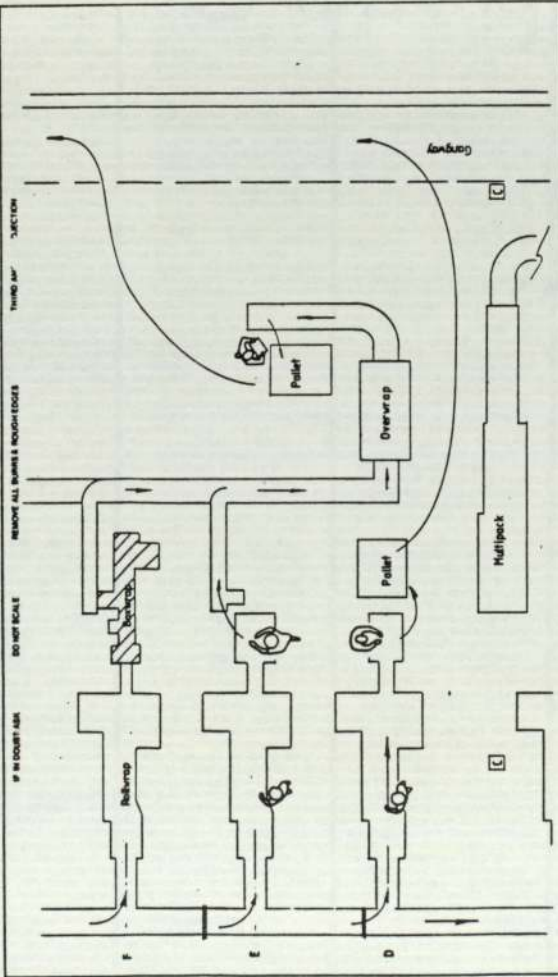 IF IN DOUBT ASK
DO NOT SCALE
REMOVE ALL BURRS & ROUGH EDGES
THIRD
F
E
D
Rollwrap
Boxwrap
Pallet
Overwrap
Pallet
Multipack
Gangway
C
C